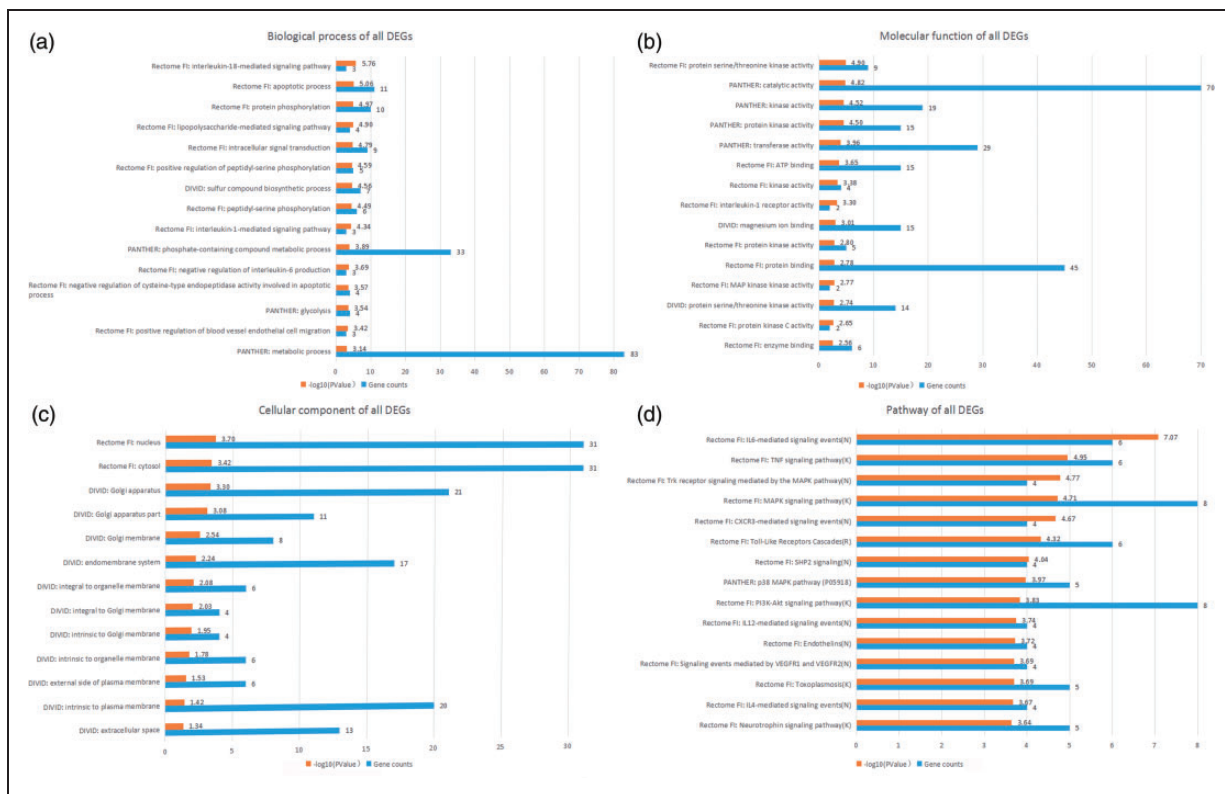 (a)
Biological process of all DEGs
Rectome FI: interleukin-18-mediated signaling pathway
5.76
3
Rectome FI: apoptotic process
5.06
11
Rectome FI: protein phosphorylation
4.97
10
Rectome FI: lipopolysaccharide-mediated signaling pathway
4.90
4
Rectome FI: intracellular signal transduction
4.79
9
Rectome FI: positive regulation of peptidyl-serine phosphorylation
4.59
5
DIVID: sulfur compound biosynthetic process
4.56
7
Rectome FI: peptidyl-serine phosphorylation
4.49
6
Rectome FI: interleukin-1-mediated signaling pathway
4.34
3
PANTHER: phosphate-containing compound metabolic process
3.89
33
Rectome FI: negative regulation of interleukin-6 production
3.69
3
Rectome FI: negative regulation of cysteine-type endopeptidase activity involved in apoptotic
process
3.57
4
PANTHER: glycolysis
3.54
4
Rectome FI: positive regulation of blood vessel endothelial cell migration
3.42
3
PANTHER: metabolic process
3.14
83
0 10 20 30 40 50 60 70 80
-log10(PValue) Gene counts
(b)
Molecular function of all DEGs
Rectome FI: protein serine/threonine kinase activity
4.90
9
PANTHER: catalytic activity
4.82
70
PANTHER: kinase activity
4.52
19
PANTHER: protein kinase activity
4.50
15
PANTHER: transferase activity
3.96
29
Rectome FI: ATP binding
3.65
15
Rectome FI: kinase activity
3.38
4
Rectome FI: interleukin-1 receptor activity
3.30
2
DIVID: magnesium ion binding
3.01
15
Rectome FI: protein kinase activity
2.80
5
Rectome FI: protein binding
2.78
45
Rectome FI: MAP kinase kinase activity
2.77
2
DIVID: protein serine/threonine kinase activity
2.74
14
Rectome FI: protein kinase C activity
2.65
2
Rectome FI: enzyme binding
2.56
6
0 10 20 30 40 50 60 70
-log10(PValue) Gene counts
(c)
Cellular component of all DEGs
Rectome FI: nucleus
3.70
31
Rectome FI: cytosol
3.42
31
DIVID: Golgi apparatus
3.30
21
DIVID: Golgi apparatus part
3.08
11
DIVID: Golgi membrane
2.54
8
DIVID: endomembrane system
2.24
17
DIVID: integral to organelle membrane
2.08
6
DIVID: integral to Golgi membrane
2.03
4
DIVID: intrinsic to Golgi membrane
1.95
4
DIVID: intrinsic to organelle membrane
1.78
6
DIVID: external side of plasma membrane
1.53
6
DIVID: intrinsic to plasma membrane
1.42
20
DIVID: extracellular space
1.34
13
0 5 10 15 20 25 30
-log10(PValue) Gene counts
(d)
Pathway of all DEGs
Rectome FI: IL6-mediated signaling events(N)
7.07
6
Rectome FI: TNF signaling pathway(K)
4.95
6
Rectome FI: Trk receptor signaling mediated by the MAPK pathway(N)
4.77
4
Rectome FI: MAPK signaling pathway(K)
4.71
8
Rectome FI: CXCR3-mediated signaling events(N)
4.67
4
Rectome FI: Toll-Like Receptors Cascades(R)
4.32
6
Rectome FI: SHP2 signaling(N)
4.04
4
PANTHER: p38 MAPK pathway (P05918)
3.97
5
Rectome FI: PI3K-Akt signaling pathway(K)
3.83
8
Rectome FI: IL12-mediated signaling events(N)
3.74
4
Rectome FI: Endothelins(N)
3.72
4
Rectome FI: Signaling events mediated by VEGFR1 and VEGFR2(N)
3.69
4
Rectome FI: Toxoplasmosis(K)
3.69
5
Rectome FI: IL4-mediated signaling events(N)
3.67
4
Rectome FI: Neurotrophin signaling pathway(K)
3.64
5
0 1 2 3 4 5 6 7 8
-log10(PValue) Gene counts